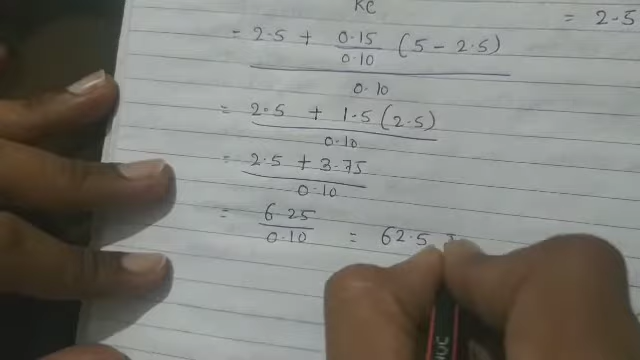 KC
= 2.5
= 2.5 + 0.15/0.10 (5 - 2.5)
0.10
= 2.5 + 1.5 (2.5)
0.10
= 2.5 + 3.75
0.10
= 6.25
0.10 = 62.5